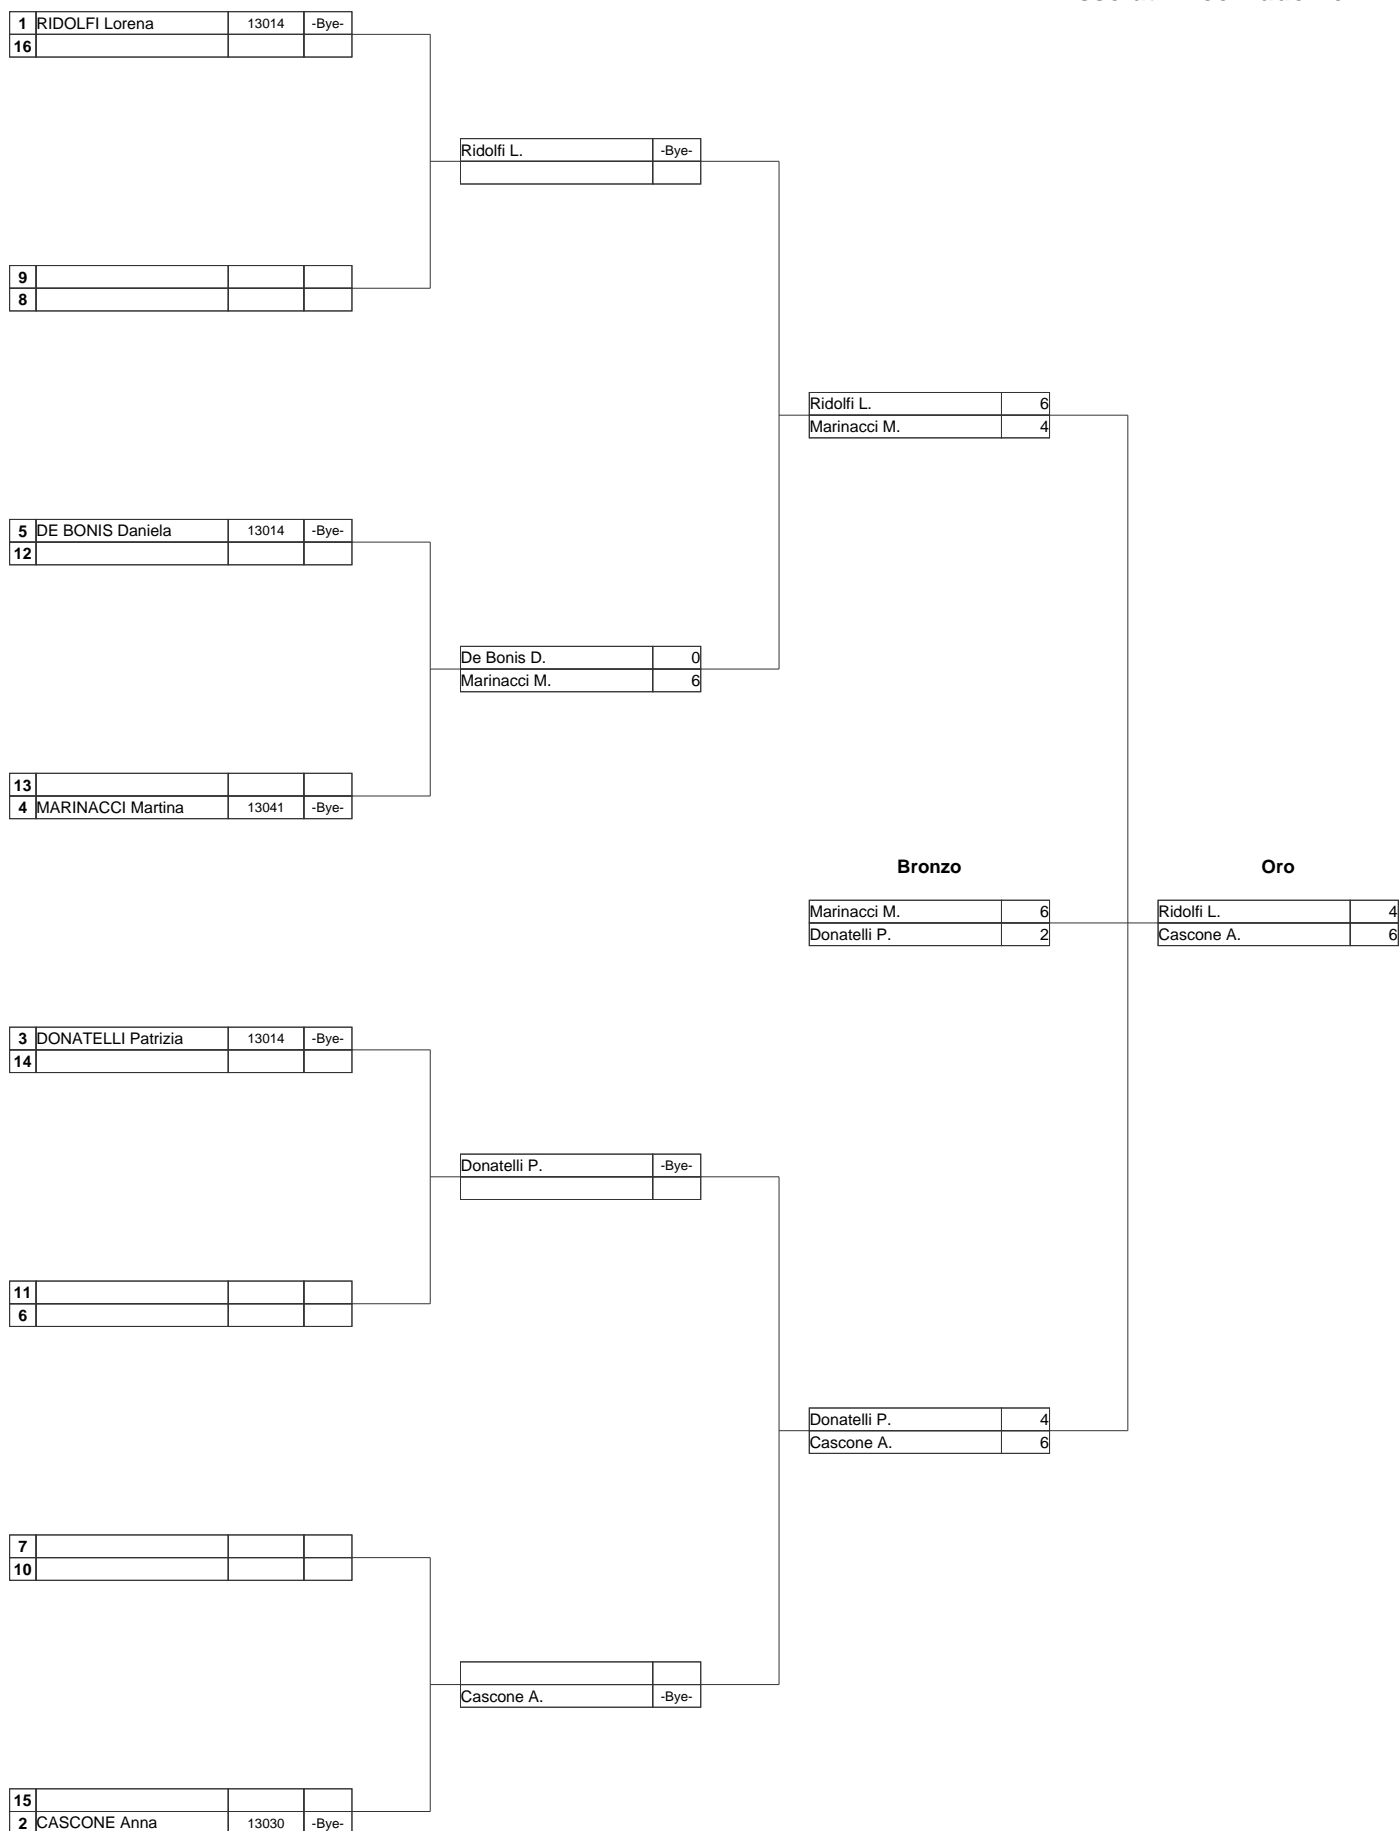 1 RIDOLFI Lorena 13014 -Bye-
16
Ridolfi L. -Bye-
9
8
Ridolfi L. 6
Marinacci M. 4
5 DE BONIS Daniela 13014 -Bye-
12
De Bonis D. 0
Marinacci M. 6
13
4 MARINACCI Martina 13041 -Bye-
Bronzo Oro
Marinacci M. 6 Ridolfi L. 4
Donatelli P. 2 Cascone A. 6
3 DONATELLI Patrizia 13014 -Bye-
14
Donatelli P. -Bye-
11
6
Donatelli P. 4
Cascone A. 6
7
10
Cascone A. -Bye-
15
2 CASCONE Anna 13030 -Bye-